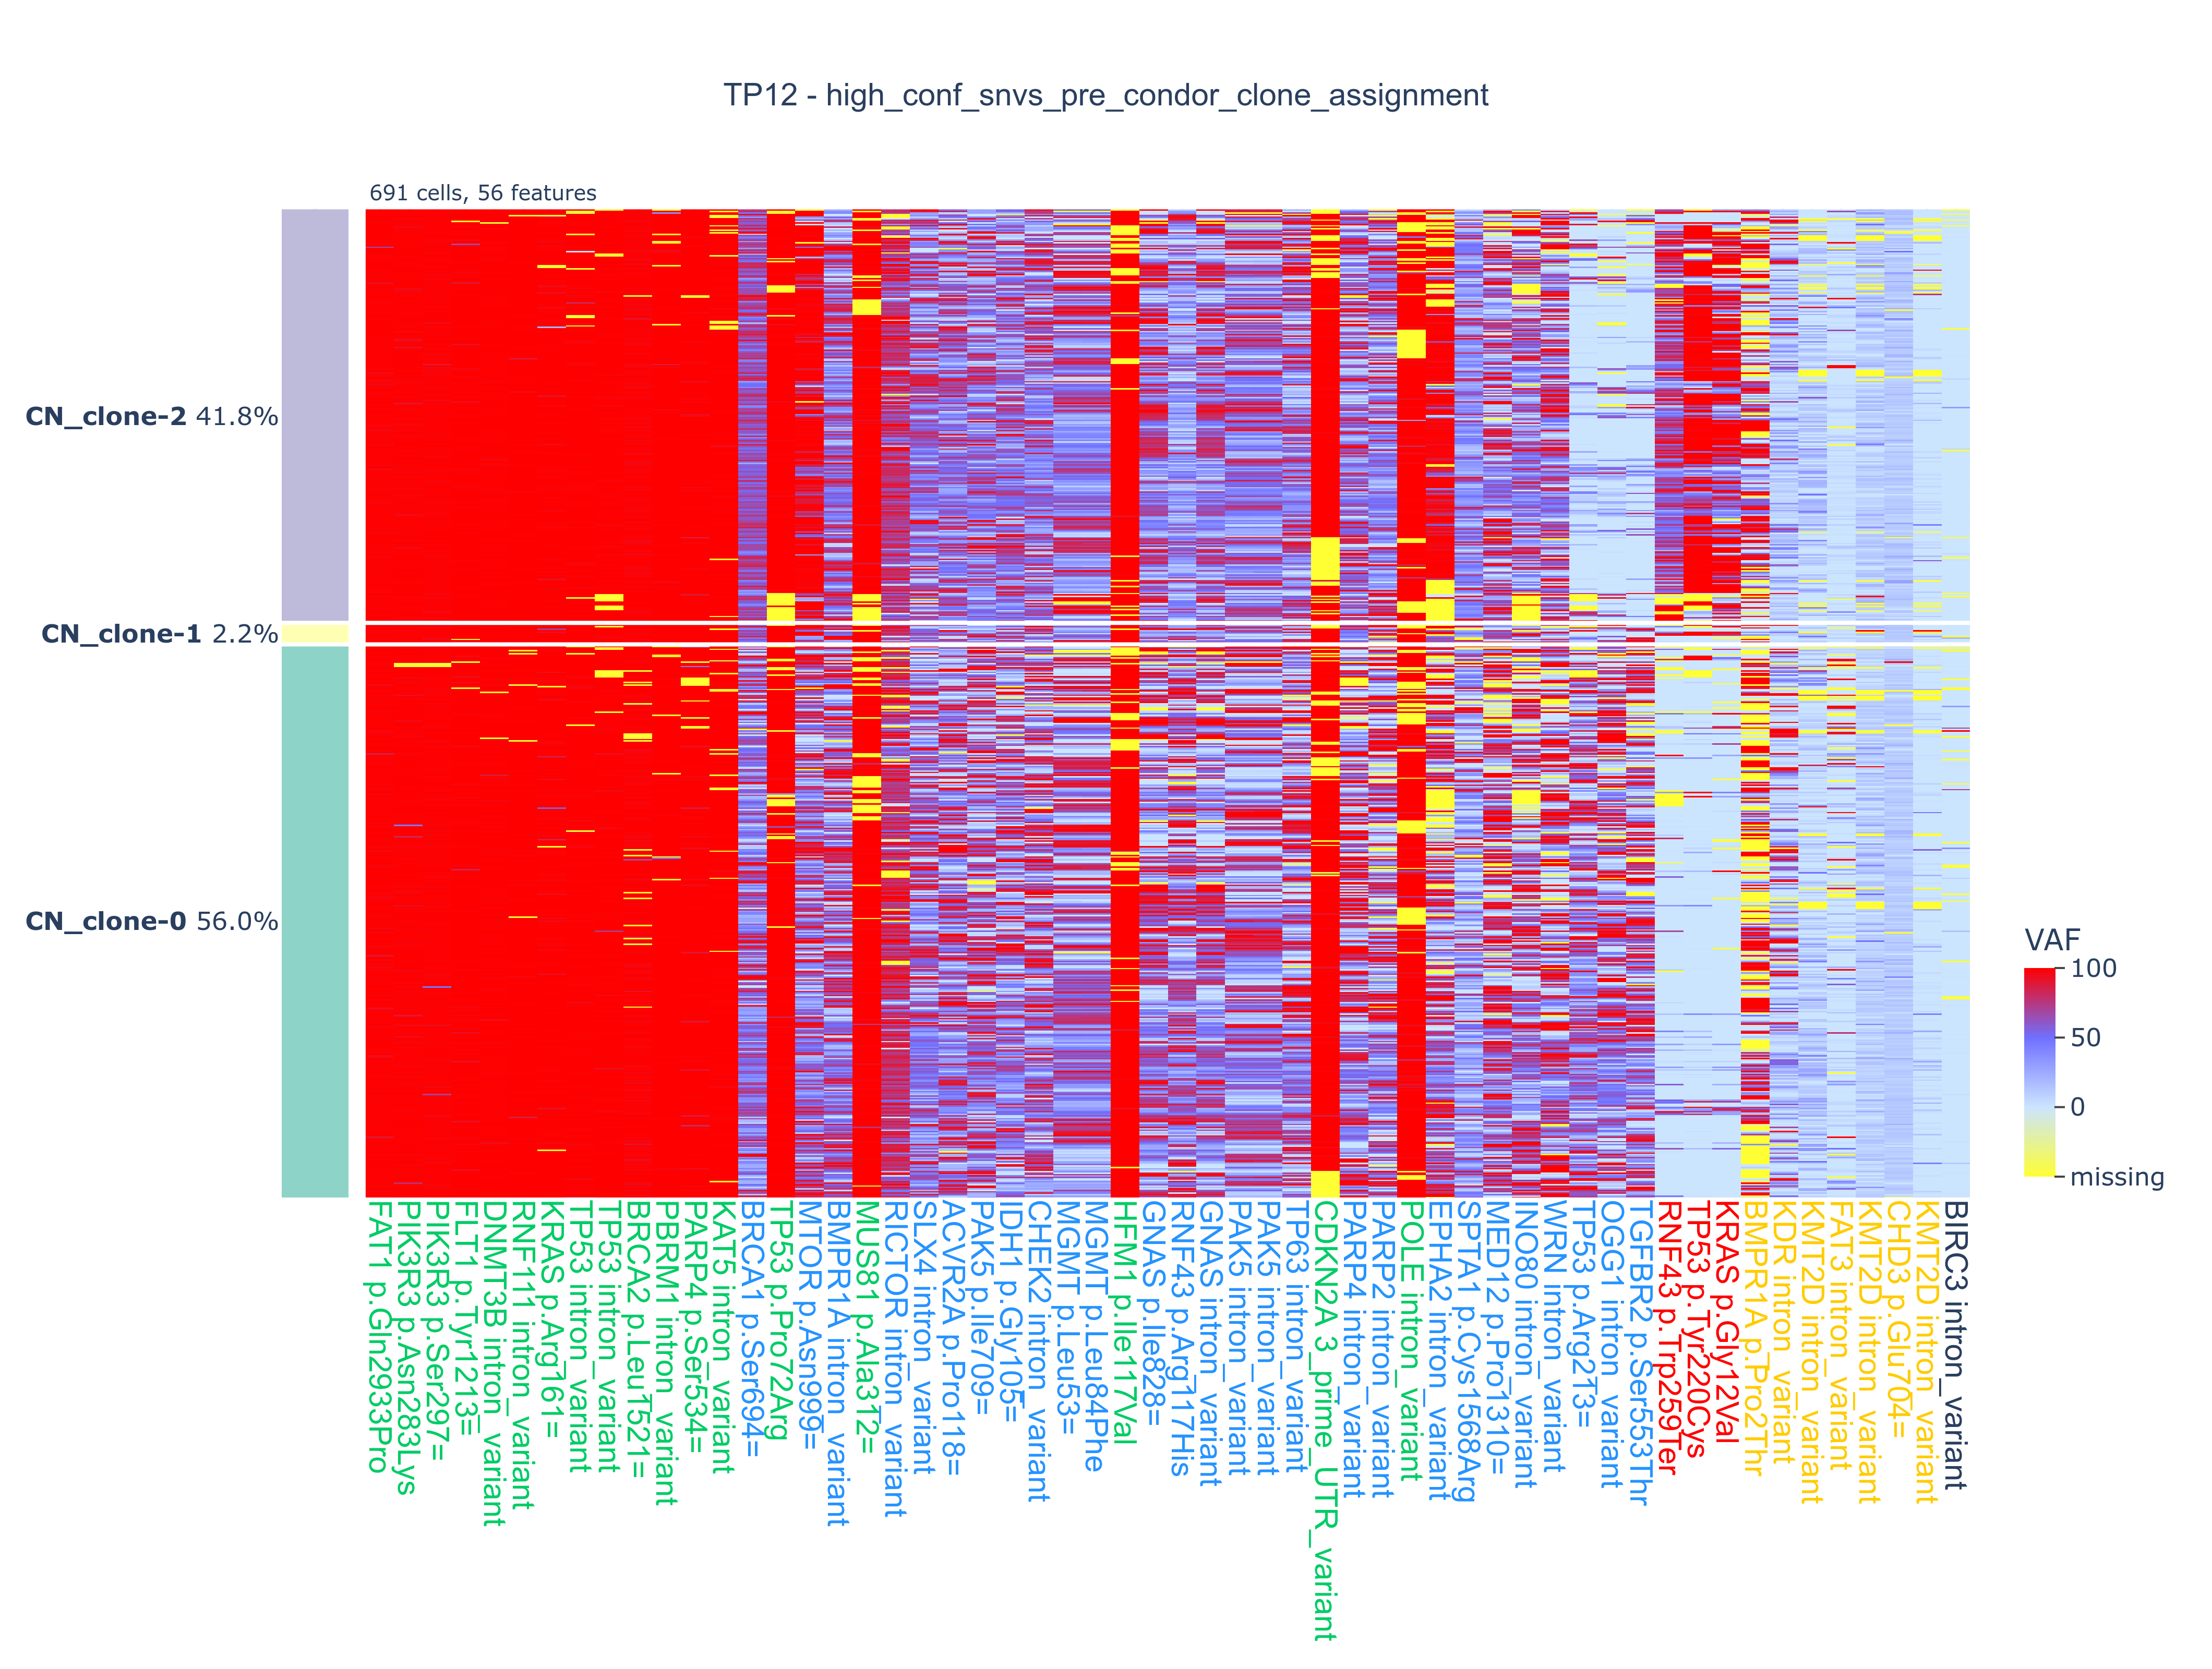 TP12 - high_conf_snvs_pre_condor_clone_assignment
691 cells, 56 features
CN_clone-2 41.8%
CN_clone-1 2.2%
CN_clone-0 56.0%
VAF
100
50
0
missing
FAT1 p.Gln2933Pro
PIK3R3 p.Asn283Lys
PIK3R3 p.Ser297=
FLT1 p.Tyr1213=
DNMT3B intron_variant
RNF111 intron_variant
KRAS p.Arg161=
TP53 intron_variant
TP53 intron_variant
BRCA2 p.Leu1521=
PBRM1 intron_variant
PARP4 p.Ser534=
KAT5 intron_variant
BRCA1 p.Ser694=
TP53 p.Pro72Arg
MTOR p.Asn999=
BMPR1A intron_variant
MUS81 p.Ala312=
RICTOR intron_variant
SLX4 intron_variant
ACVR2A p.Pro118=
PAK5 p.Ile709=
IDH1 p.Gly105=
CHEK2 intron_variant
MGMT p.Leu53=
MGMT p.Leu84Phe
HFM1 p.Ile117Val
GNAS p.Ile828=
RNF43 p.Arg117His
GNAS intron_variant
PAK5 intron_variant
PAK5 intron_variant
TP63 intron_variant
CDKN2A 3_prime_UTR_variant
PARP4 intron_variant
PARP2 intron_variant
POLE intron_variant
EPHA2 intron_variant
SPTA1 p.Cys1568Arg
MED12 p.Pro1310=
INO80 intron_variant
WRN intron_variant
TP53 p.Arg213=
OGG1 intron_variant
TGFBR2 p.Ser553Thr
RNF43 p.Trp259Ter
TP53 p.Tyr220Cys
KRAS p.Gly12Val
BMPR1A p.Pro2Thr
KDR intron_variant
KMT2D intron_variant
FAT3 intron_variant
KMT2D intron_variant
CHD3 p.Glu704=
KMT2D intron_variant
BIRC3 intron_variant